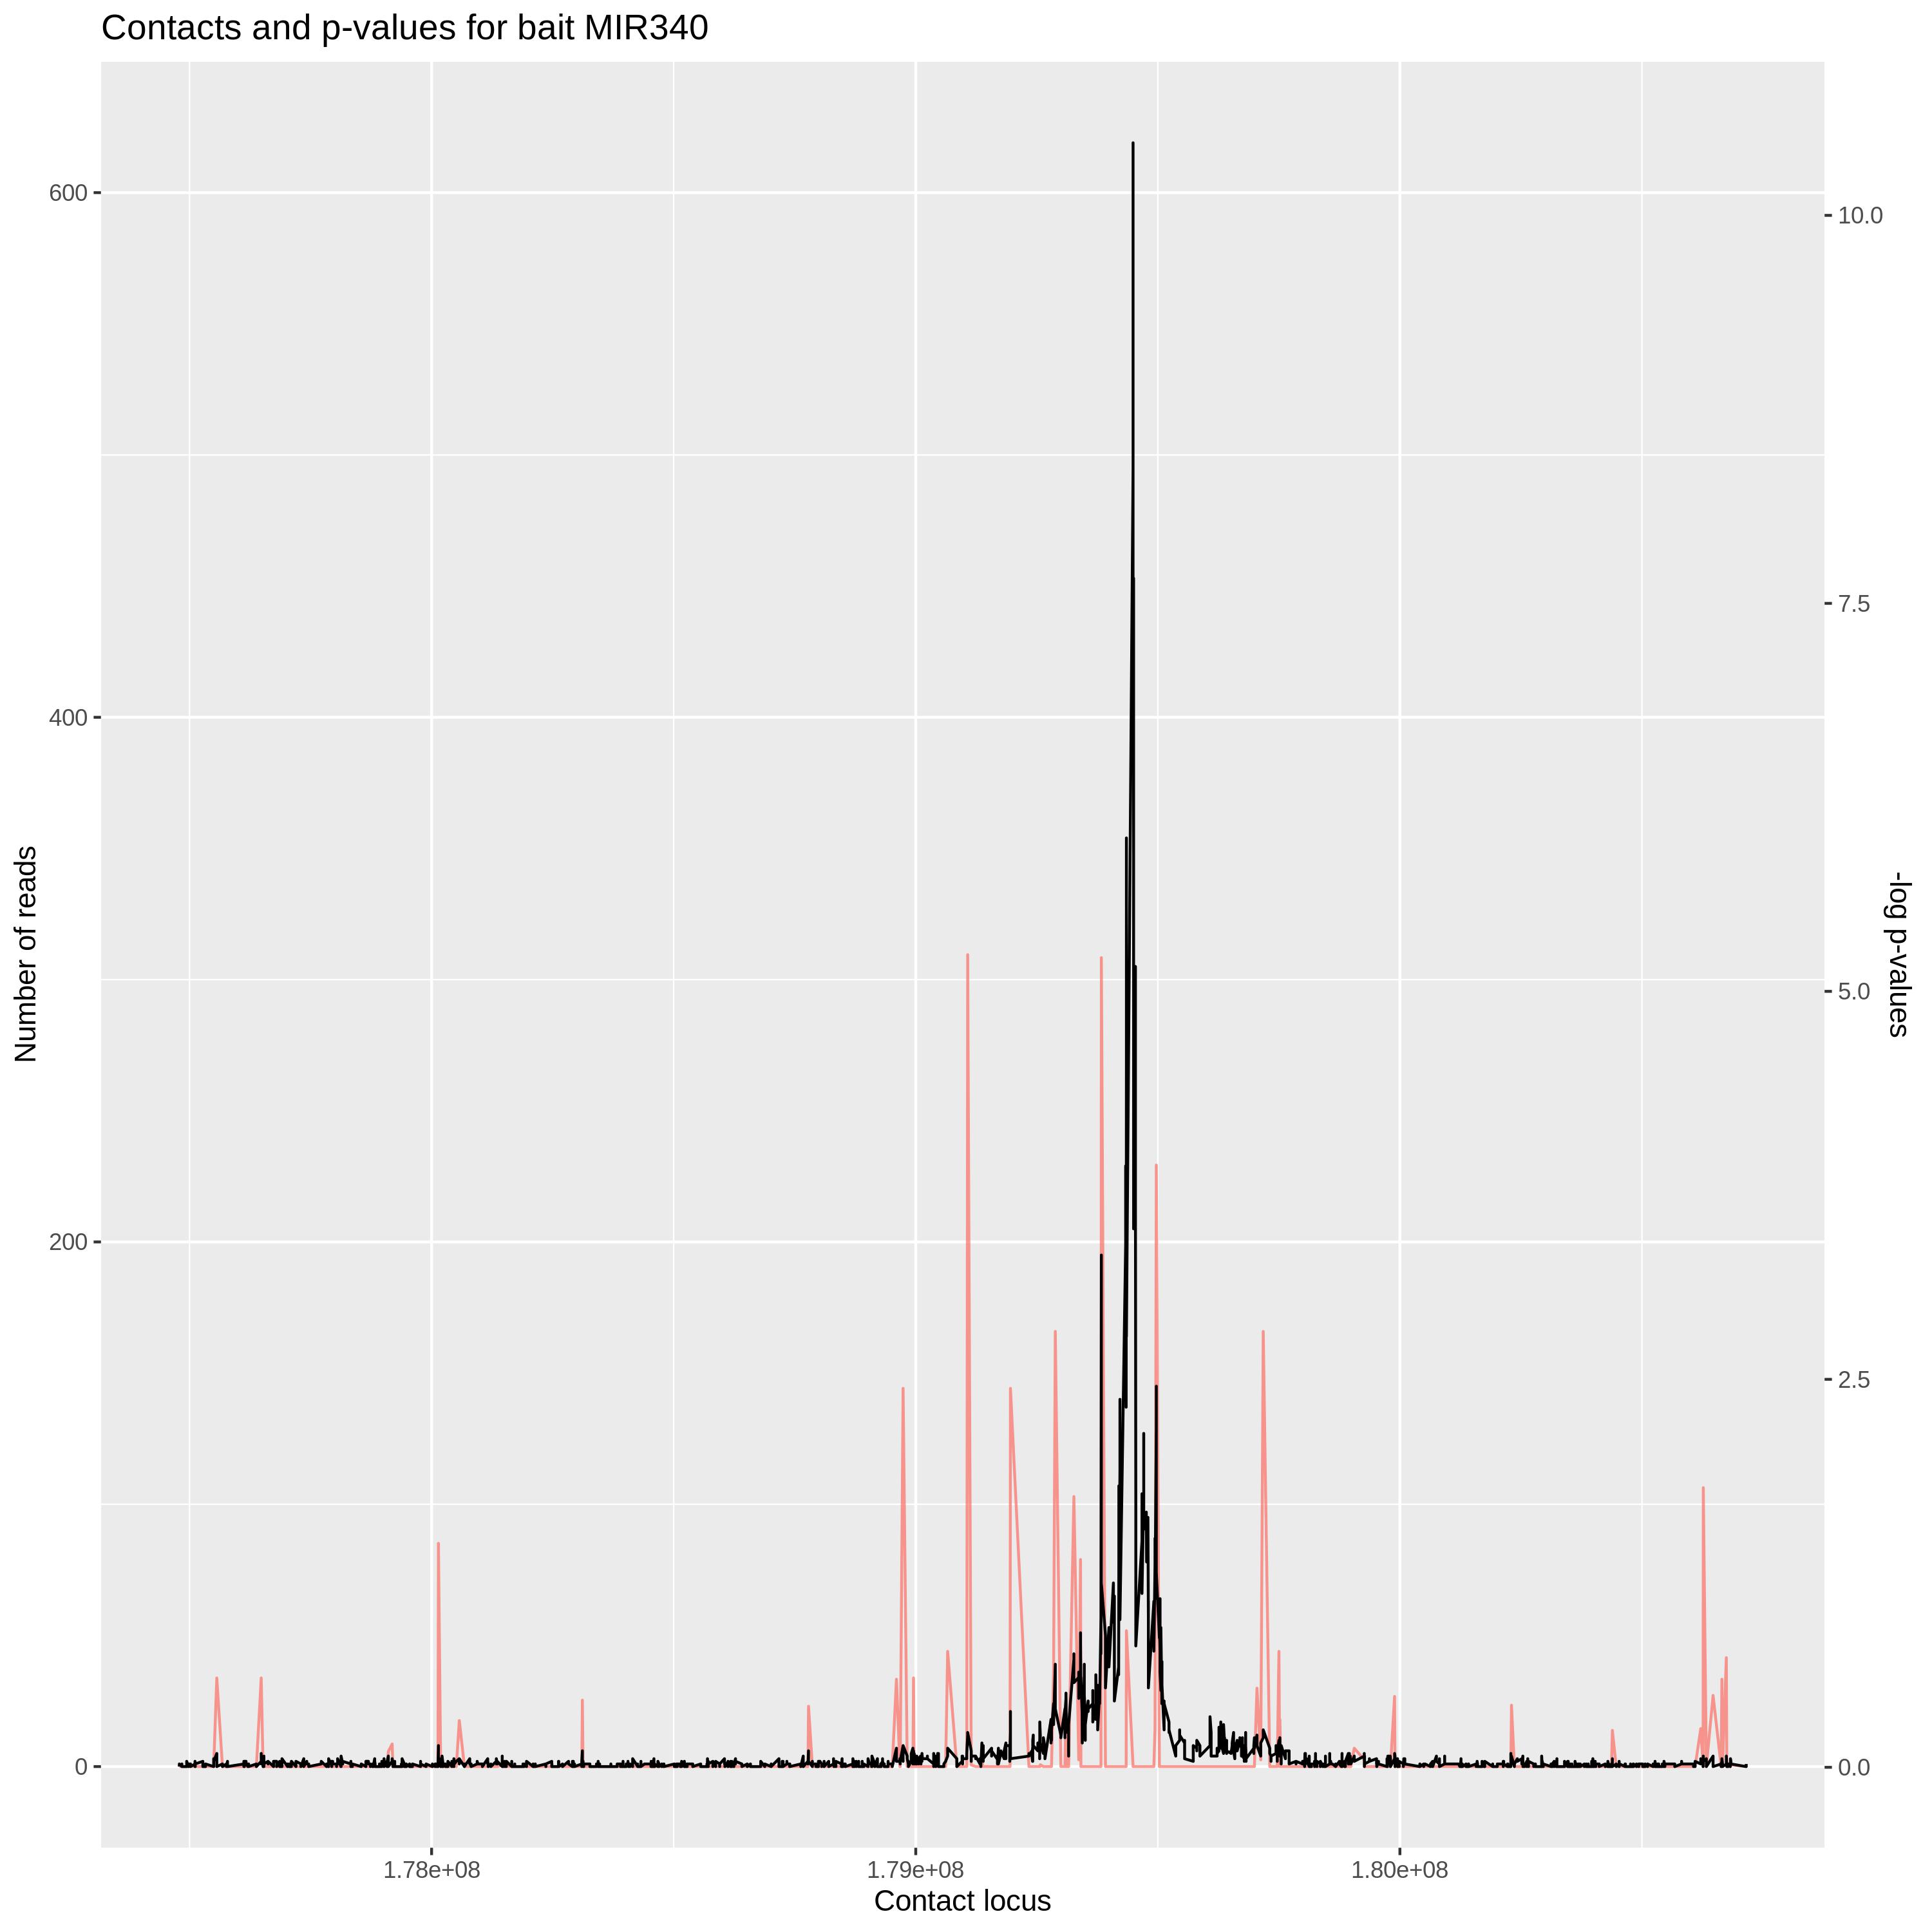 Contacts and p-values for bait MIR340
600
400
200
0
Number of reads
10.0
7.5
5.0
2.5
0.0
-log p-values
1.78e+08
1.79e+08
1.80e+08
Contact locus